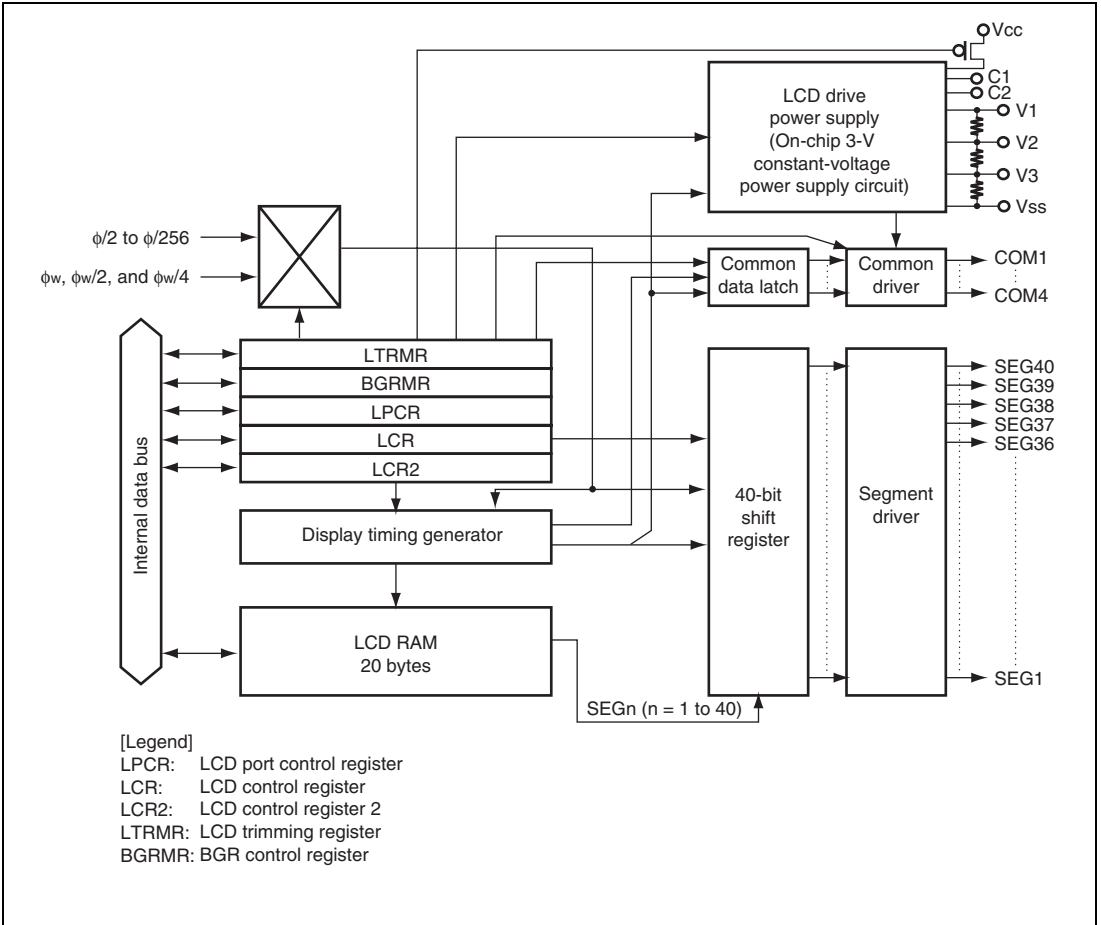 Vcc
LCD drive
power supply
(On-chip 3-V
constant-voltage
power supply circuit)
C1
C2
V1
V2
V3
Vss
ϕ/2 to ϕ/256
ϕw, ϕw/2, and ϕw/4
Common
data latch
Common
driver
COM1
COM4
Internal data bus
LTRMR
BGRMR
LPCR
LCR
LCR2
Display timing generator
LCD RAM
20 bytes
40-bit
shift
register
Segment
driver
SEG40
SEG39
SEG38
SEG37
SEG36
SEG1
SEGn (n = 1 to 40)
[Legend]
LPCR: LCD port control register
LCR: LCD control register
LCR2: LCD control register 2
LTRMR: LCD trimming register
BGRMR: BGR control register